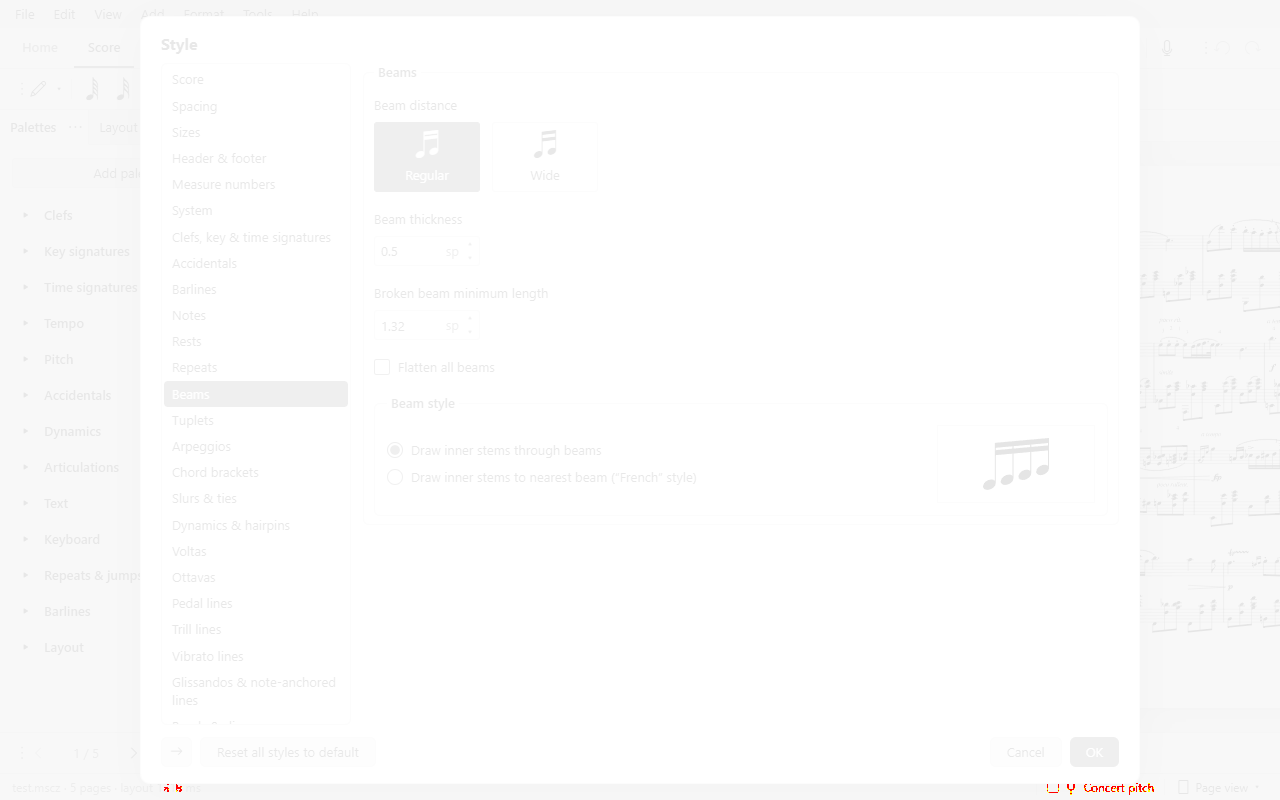 File Edit View Add Format Tools Help
Home Score
Palettes Layout
Clefs
Key signatures
Time signatures
Tempo
Pitch
Accidentals
Dynamics
Articulations
Text
Keyboard
Repeats & jumps
Barlines
Layout
1 / 5
Style
Score
Spacing
Sizes
Header & footer
Measure numbers
System
Clefs, key & time signatures
Accidentals
Barlines
Notes
Rests
Repeats
Beams
Tuplets
Arpeggios
Chord brackets
Slurs & ties
Dynamics & hairpins
Voltas
Ottavas
Pedal lines
Trill lines
Vibrato lines
Glissandos & note-anchored
lines
Beams
Beam distance
Regular Wide
Beam thickness
0.5 sp
Broken beam minimum length
1.32 sp
Flatten all beams
Beam style
Draw inner stems through beams
Draw inner stems to nearest beam ("French" style)
Reset all styles to default Cancel OK
test.mscz · 5 pages · layout
Concert pitch Page view